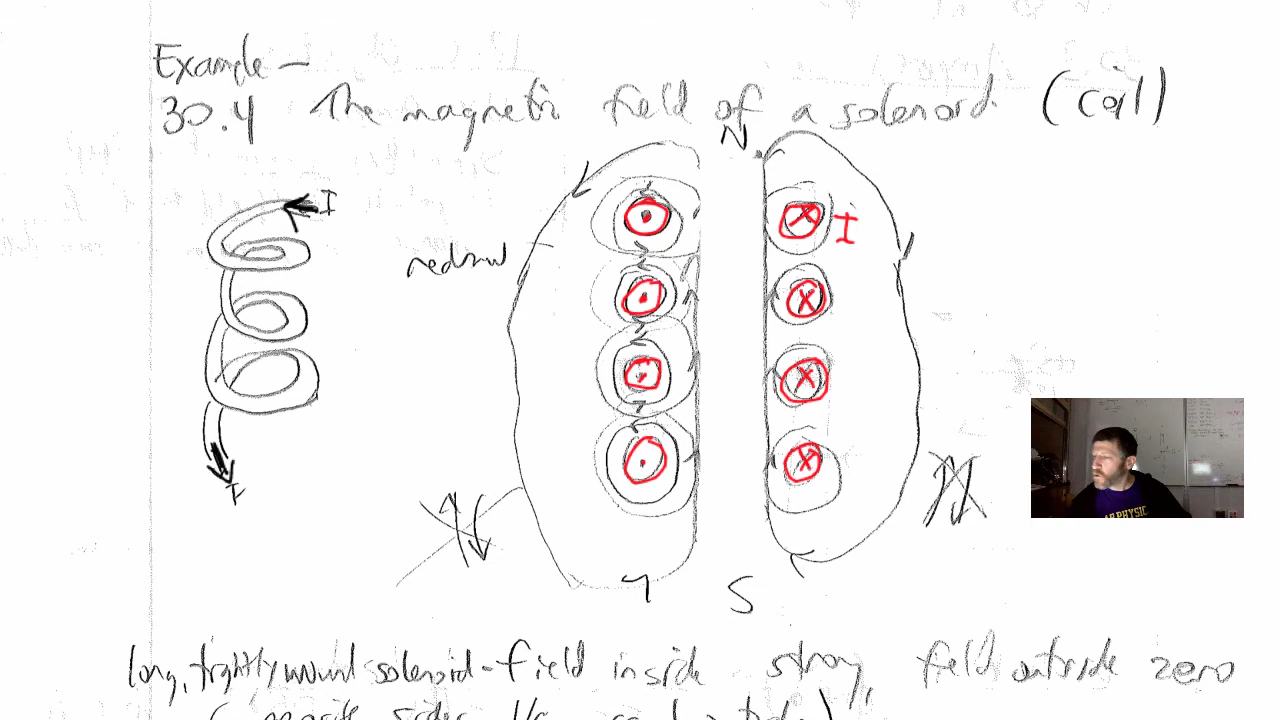 Example -
30.4 The magnetic field of a solenoid. (coil)
N
I
I
redraw
I
S
long, tightly wound solenoid - field inside strong, field outside zero